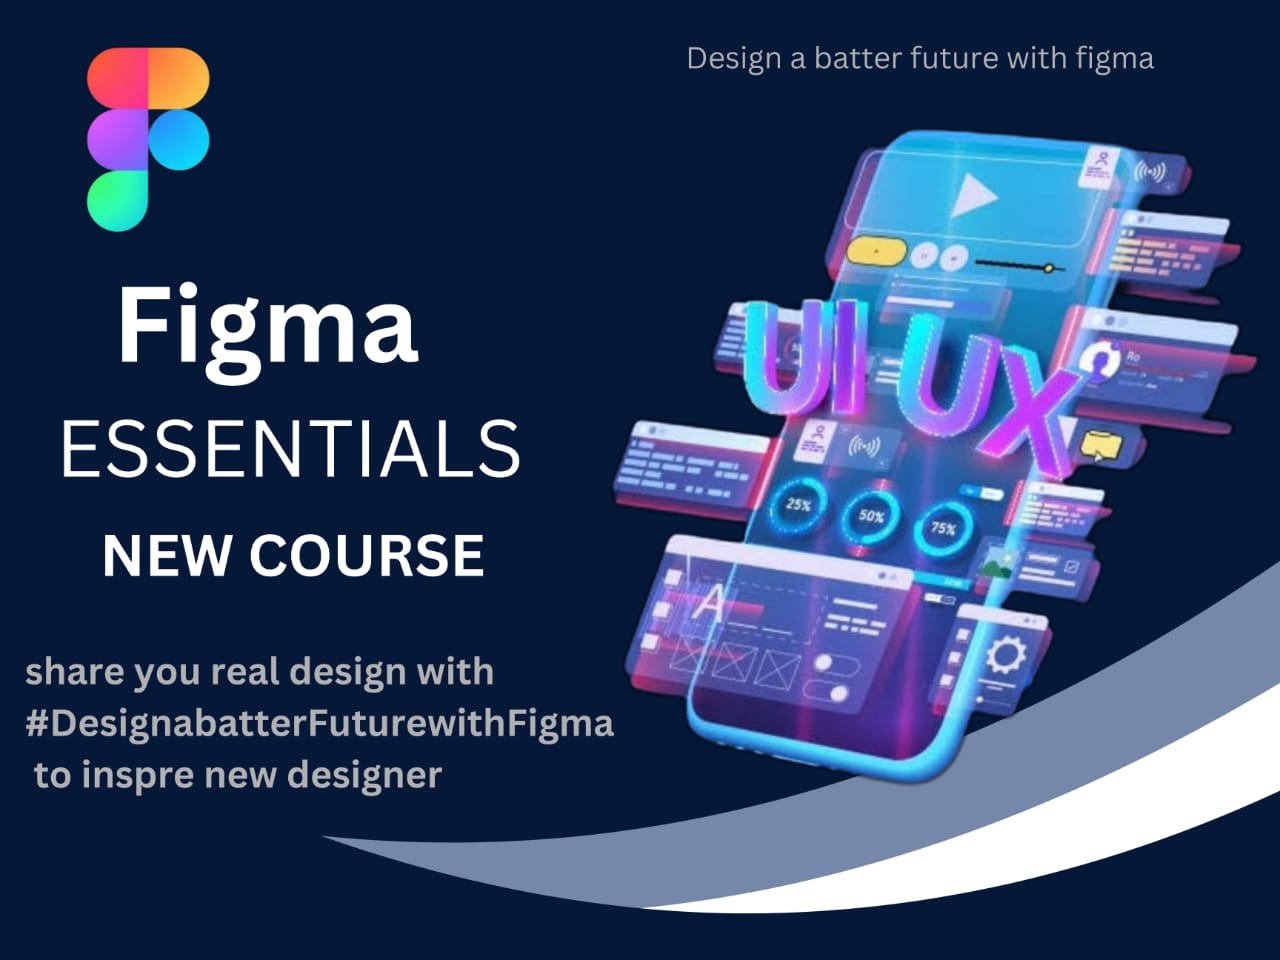 Design a batter future with figma
Figma
ESSENTIALS
NEW COURSE
share you real design with
#DesignabatterFuturewithFigma
to inspre new designer
UI UX
Ro
25%
50%
75%
A